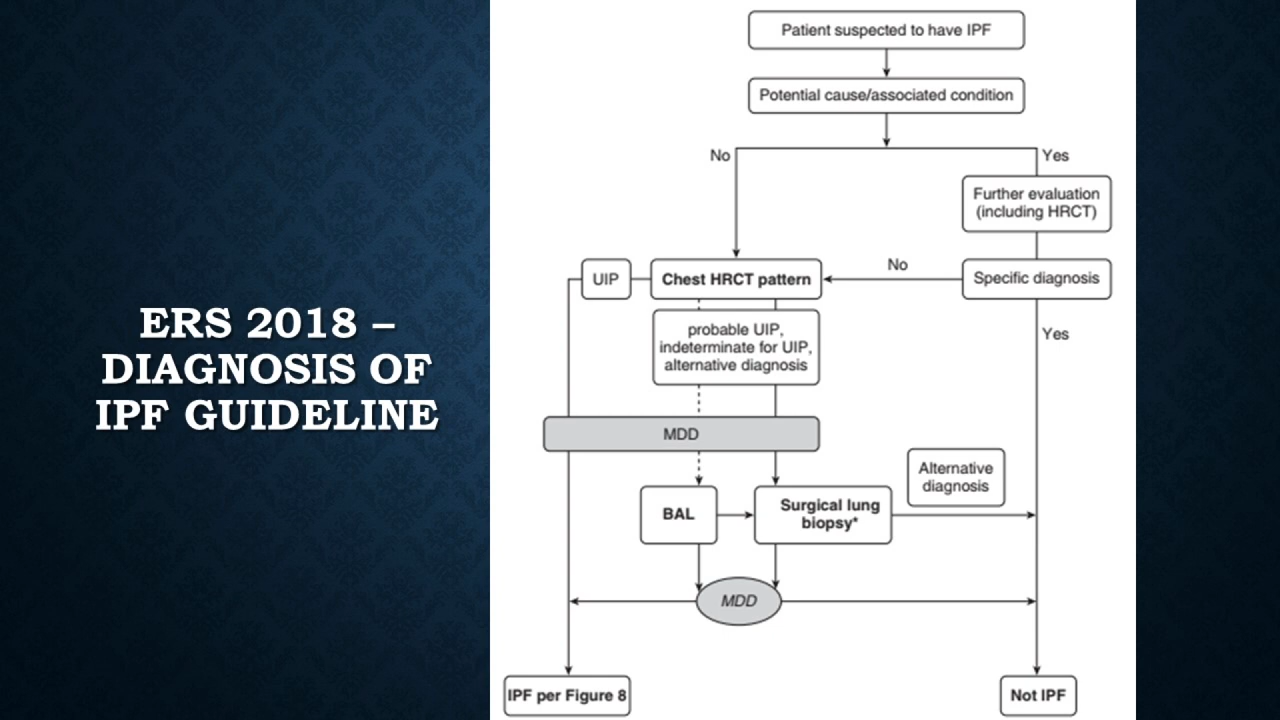 ERS 2018 –
DIAGNOSIS OF
IPF GUIDELINE
Patient suspected to have IPF
Potential cause/associated condition
No
Yes
Further evaluation
(including HRCT)
UIP
Chest HRCT pattern
No
Specific diagnosis
probable UIP,
indeterminate for UIP,
alternative diagnosis
Yes
MDD
Alternative
diagnosis
BAL
Surgical lung
biopsy*
MDD
IPF per Figure 8
Not IPF